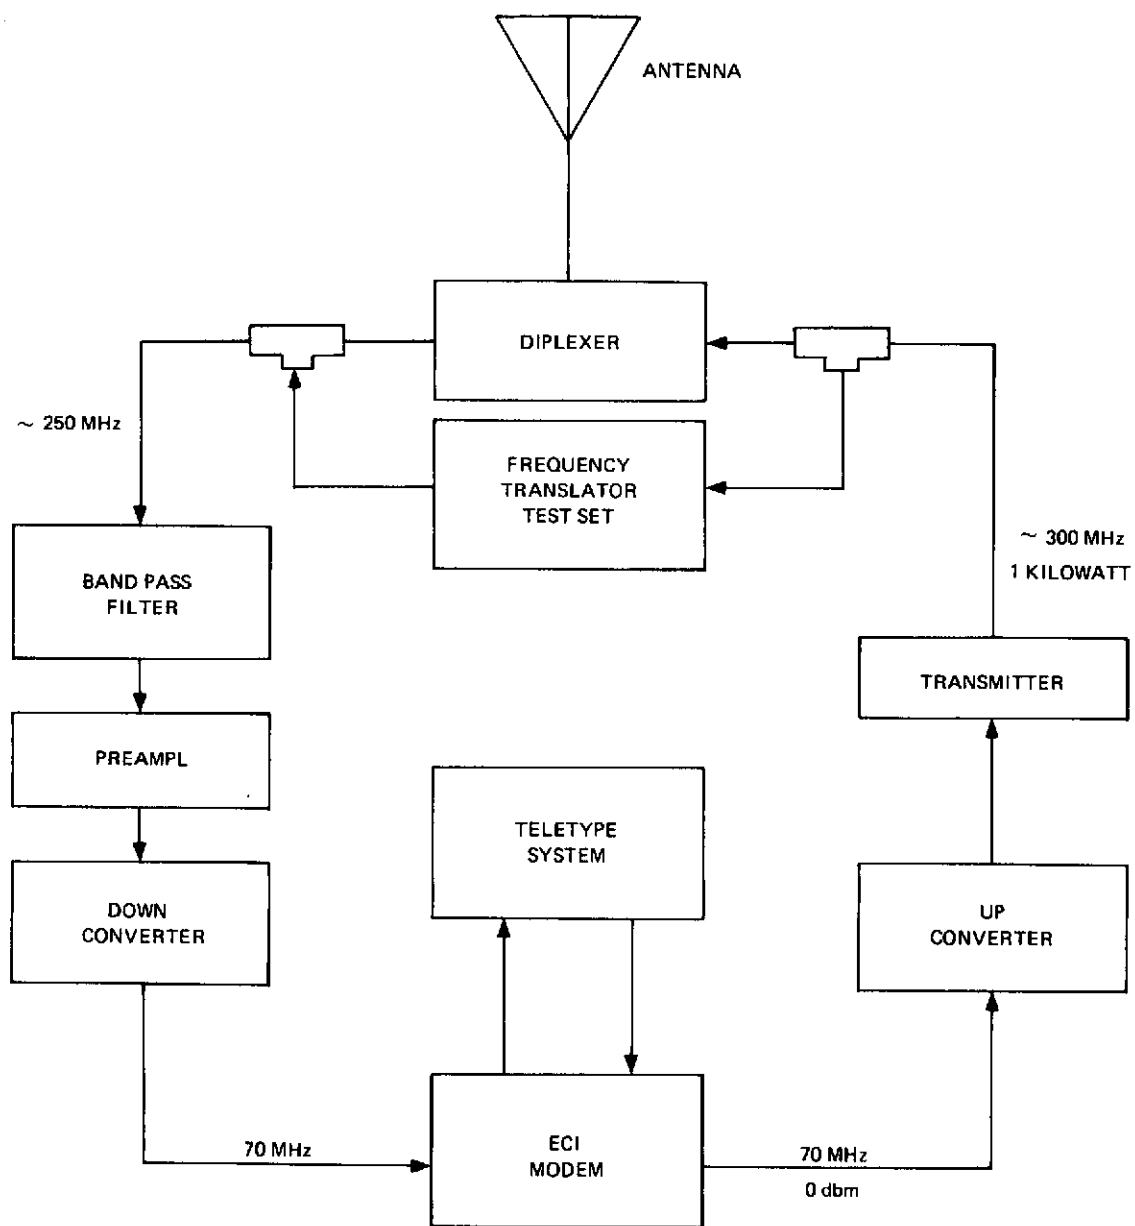 ANTENNA
DIPLEXER
~ 250 MHz
FREQUENCY
TRANSLATOR
TEST SET
~ 300 MHz
1 KILOWATT
BAND PASS
FILTER
TRANSMITTER
PREAMPL
TELETYPE
SYSTEM
DOWN
CONVERTER
UP
CONVERTER
70 MHz
ECI
MODEM
70 MHz
0 dbm